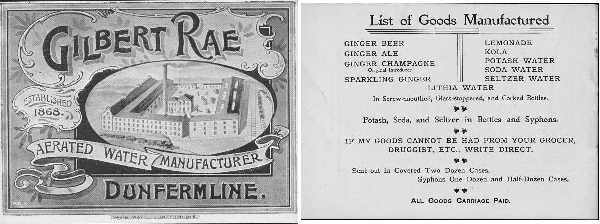 GILBERT RAE
ESTABLISHED
1868
AERATED WATER MANUFACTURER
DUNFERMLINE.
List of Goods Manufactured
GINGER BEER
GINGER ALE
GINGER CHAMPAGNE
Original Introducer
SPARKLING GINGER
LEMONADE
KOLA
POTASH WATER
SODA WATER
SELTZER WATER
LITHIA WATER
In Screw-mouthed, Glass-stoppered, and Corked Bottles.
Potash, Soda, and Seltzer in Bottles and Syphons.
IF MY GOODS CANNOT BE HAD FROM YOUR GROCER,
DRUGGIST, ETC., WRITE DIRECT.
Sent out in Covered Two Dozen Cases.
Syphons One Dozen and Half-Dozen Cases.
ALL GOODS CARRIAGE PAID.